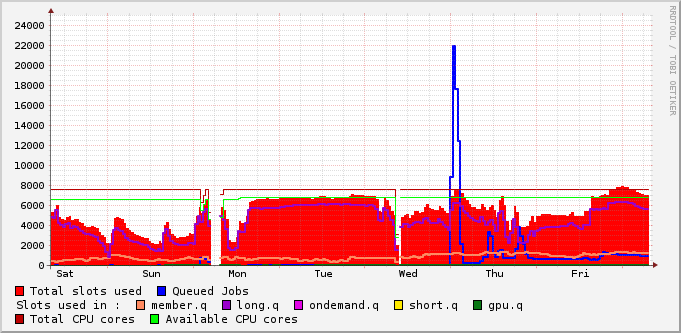 RRDTOOL / TOBI OETIKER
24000
22000
20000
18000
16000
14000
12000
10000
8000
6000
4000
2000
0
Sat Sun Mon Tue Wed Thu Fri
Total slots used Queued Jobs
Slots used in : member.q long.q ondemand.q short.q gpu.q
Total CPU cores Available CPU cores